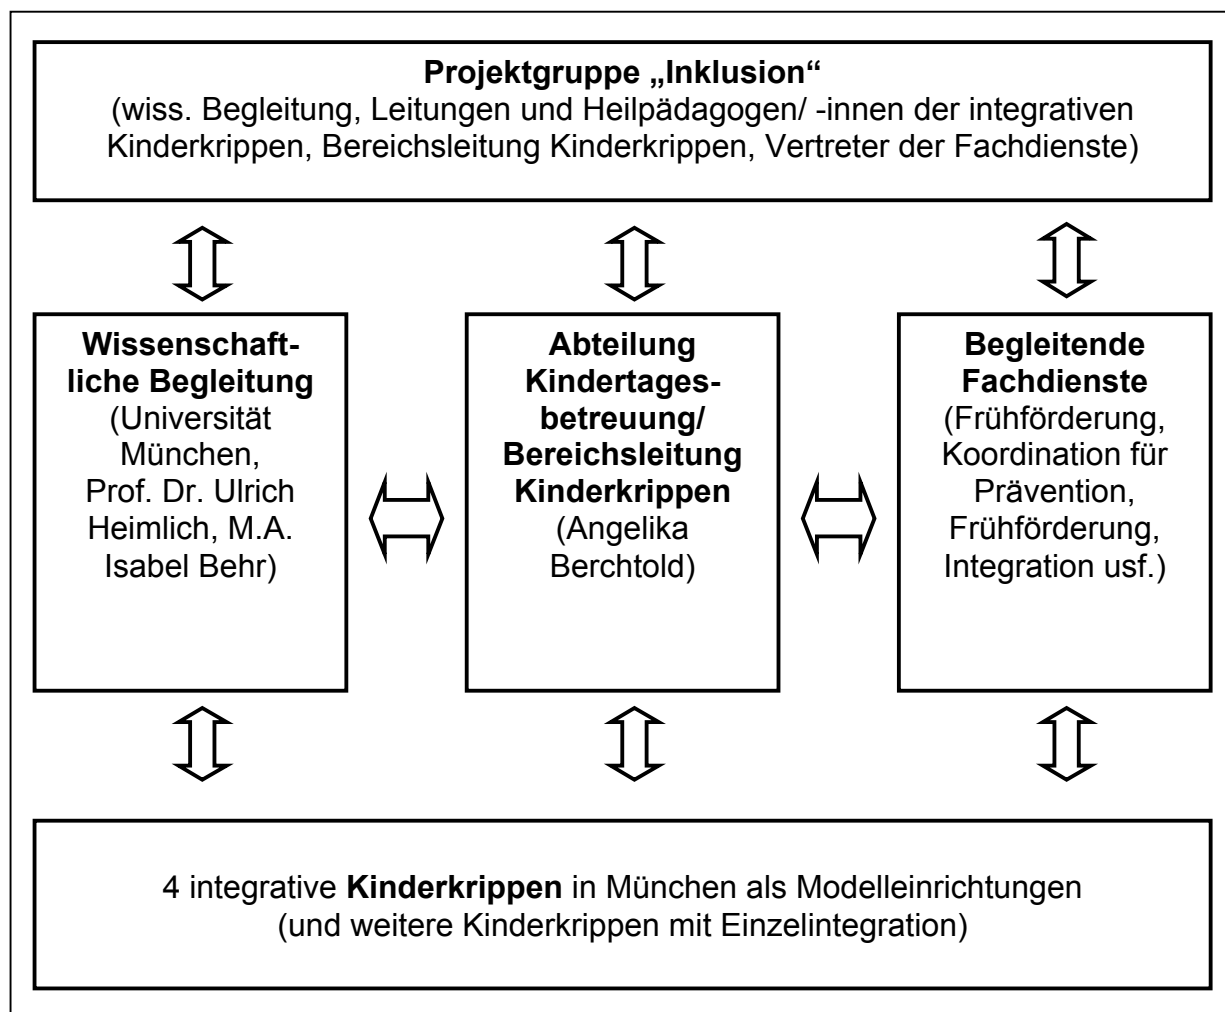 Projektgruppe „Inklusion“
(wiss. Begleitung, Leitungen und Heilpädagogen/ -innen der integrativen
Kinderkrippen, Bereichsleitung Kinderkrippen, Vertreter der Fachdienste)
Wissenschaft-
liche Begleitung
(Universität
München,
Prof. Dr. Ulrich
Heimlich, M.A.
Isabel Behr)
Abteilung
Kindertages-
betreuung/
Bereichsleitung
Kinderkrippen
(Angelika
Berchtold)
Begleitende
Fachdienste
(Frühförderung,
Koordination für
Prävention,
Frühförderung,
Integration usf.)
4 integrative Kinderkrippen in München als Modelleinrichtungen
(und weitere Kinderkrippen mit Einzelintegration)